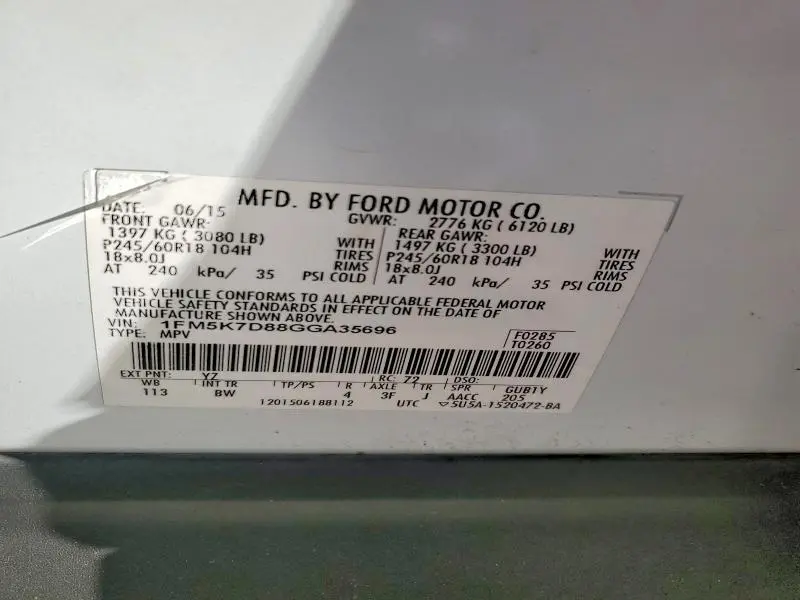 MFD. BY FORD MOTOR CO.
DATE: 06/15 GVWR: 2776 KG ( 6120 LB)
FRONT GAWR: REAR GAWR:
1397 KG ( 3080 LB) WITH 1497 KG ( 3300 LB) WITH
P245/60R18 104H TIRES P245/60R18 104H TIRES
18x8.0J RIMS 18x8.0J RIMS
AT 240 kPa/ 35 PSI COLD AT 240 kPa/ 35 PSI COLD
THIS VEHICLE CONFORMS TO ALL APPLICABLE FEDERAL MOTOR
VEHICLE SAFETY STANDARDS IN EFFECT ON THE DATE OF
MANUFACTURE SHOWN ABOVE.
VIN: 1FM5K7D88GGA35696 F0285
TYPE: MPV T0260
EXT PNT: YZ RC: 72 DSO:
WB INT TR TP/PS R AXLE TR SPR GUBTY
113 BW 4 3F J AACC 205
1201506188112 UTC ▽5U5A-1520472-BA